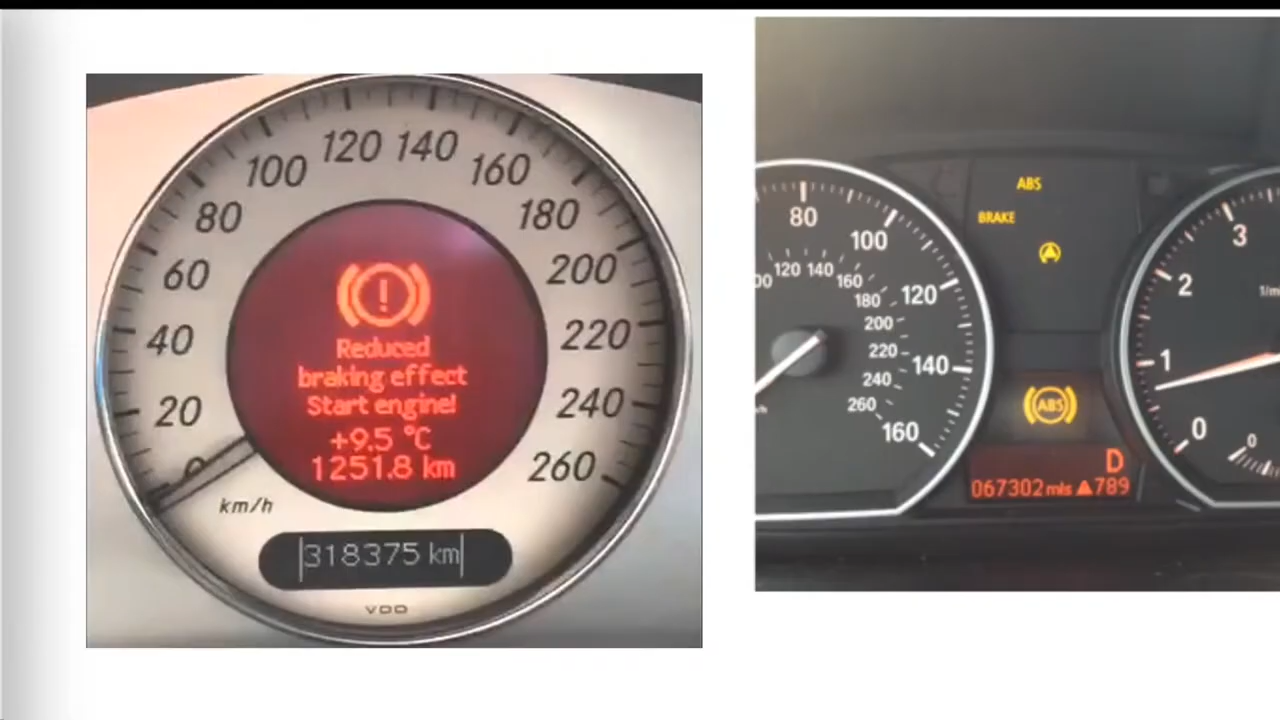 120 140
100 160
80 180
60 200
40 220
20 240
0 260
Reduced
braking effect
Start engine!
+9.5 °C
1251.8 km
km/h
318375 km
VDO
ABS
BRAKE
80
100
120
140
160
120 140
160
180
200
220
240
260
ABS
D
067302 mls ▲789
3
2
1
0
0